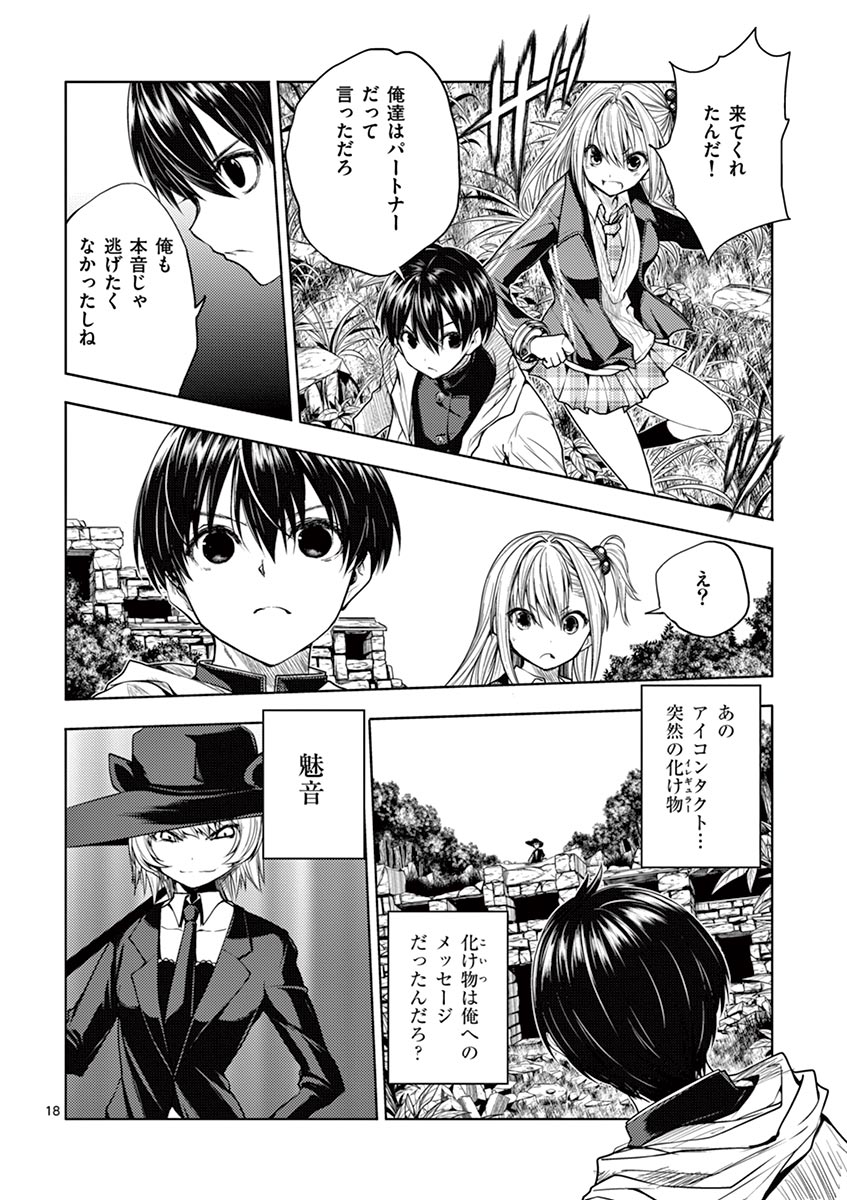 来てくれ
たんだ！
俺達はパートナー
だって
言っただろ
俺も
本音じゃ
逃げたく
なかったしね
え？
あの
アイコンタクト…
突然の化け物
イレギュラー
化け物は俺への
こいつ
メッセージ
だったんだろ？
魅音
18